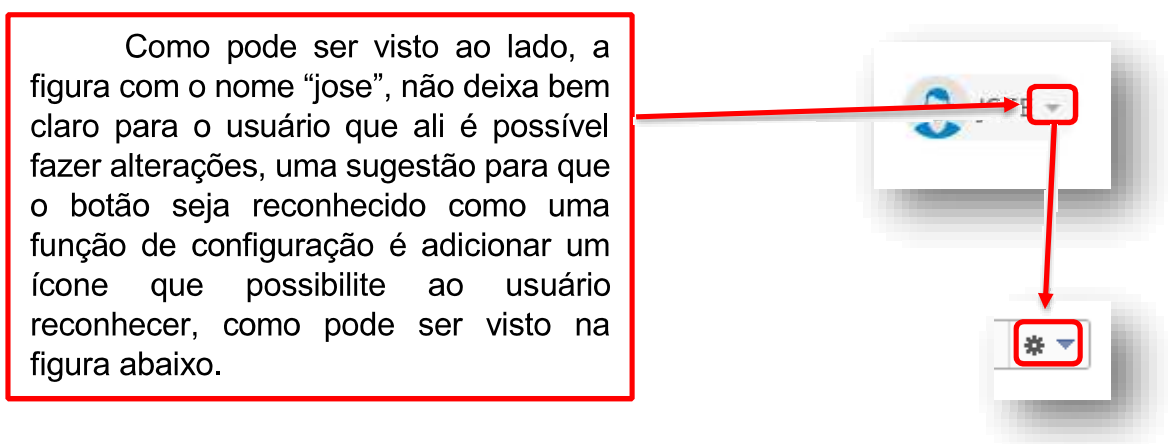 Como pode ser visto ao lado, a
figura com o nome “jose”, não deixa bem
claro para o usuário que ali é possível
fazer alterações, uma sugestão para que
o botão seja reconhecido como uma
função de configuração é adicionar um
ícone que possibilite ao usuário
reconhecer, como pode ser visto na
figura abaixo.